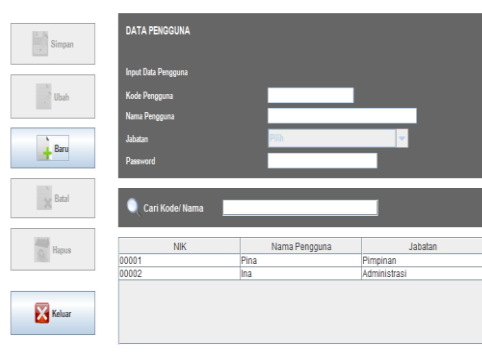 Simpan
Ubah
Baru
Batal
Hapus
Keluar
DATA PENGGUNA
Input Data Pengguna
Kode Pengguna
Nama Pengguna
Jabatan Pilih
Password
Cari Kode/ Nama
NIK Nama Pengguna Jabatan
00001 Pina Pimpinan
00002 Ina Administrasi